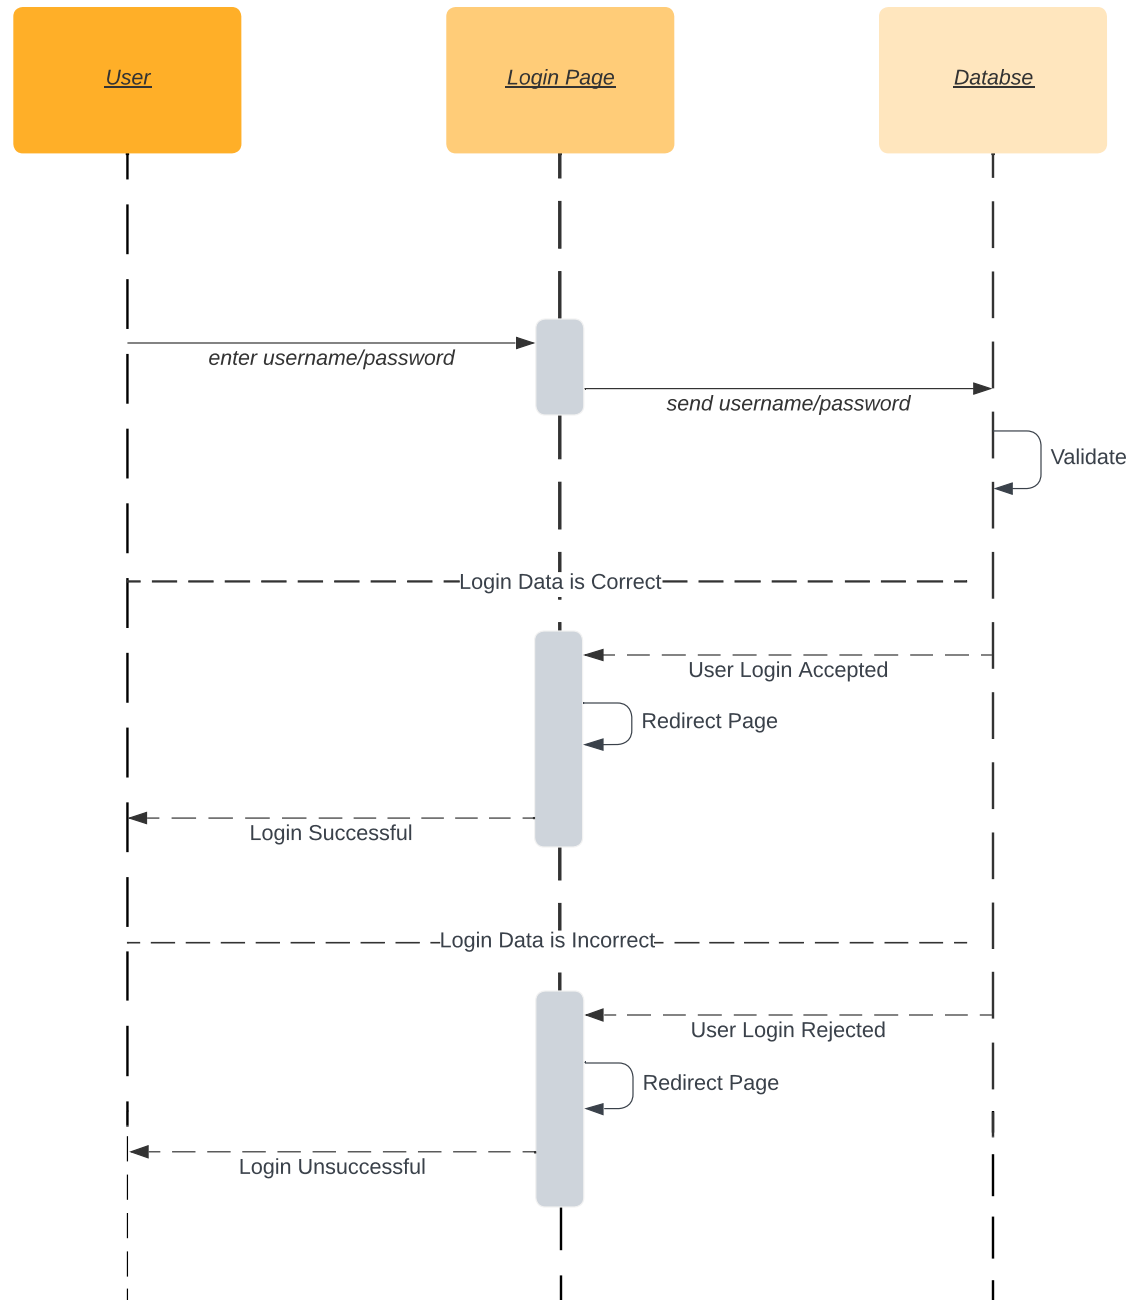 User
Login Page
Databse
enter username/password
send username/password
Validate
Login Data is Correct
User Login Accepted
Redirect Page
Login Successful
Login Data is Incorrect
User Login Rejected
Redirect Page
Login Unsuccessful